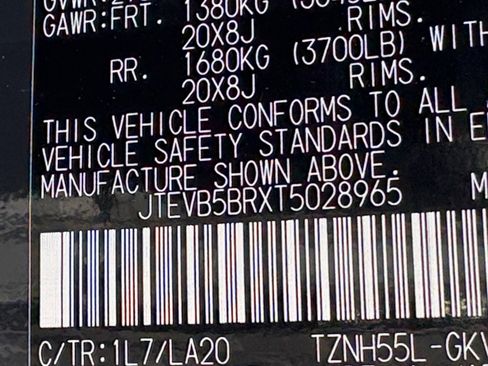 GAWR:FRT. 1380KG
20X8J RIMS.
RR. 1680KG (3700LB) WITH
20X8J RIMS.
THIS VEHICLE CONFORMS TO ALL
VEHICLE SAFETY STANDARDS IN E
MANUFACTURE SHOWN ABOVE.
JTEVB5BRXT5028965 M
C/TR:1L7/LA20 TZNH55L-GKV